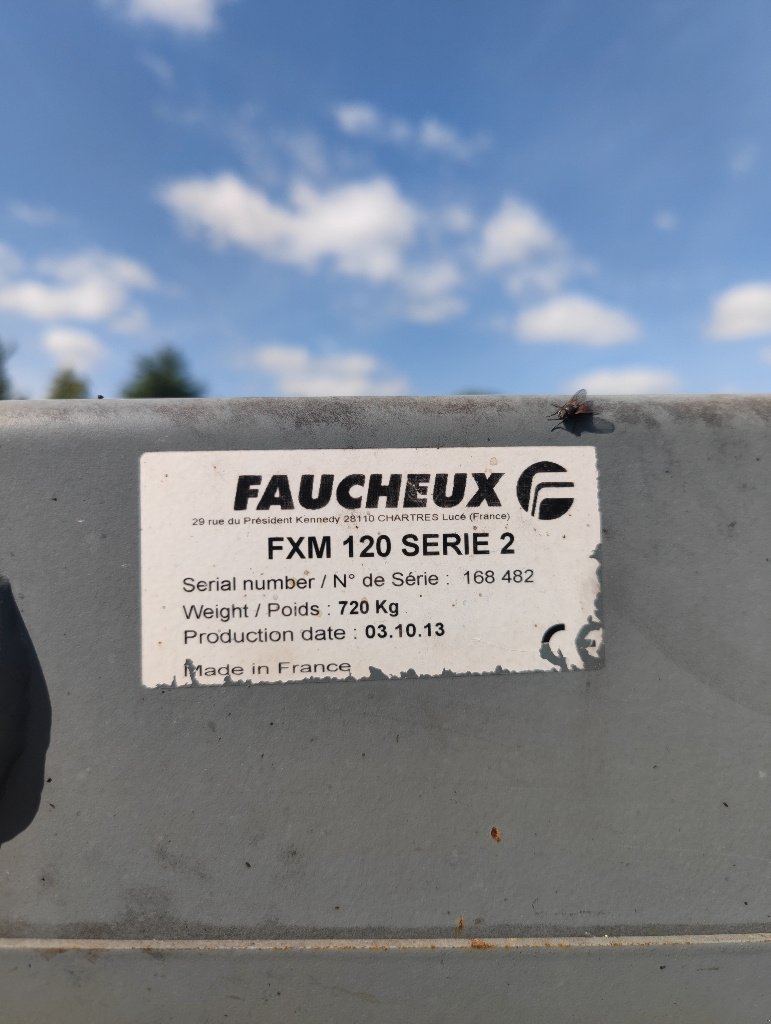 FAUCHEUX
29 rue du Président Kennedy 28110 CHARTRES Lucé (France)
FXM 120 SERIE 2
Serial number / N° de Série : 168 482
Weight / Poids : 720 Kg
Production date : 03.10.13
CE
Made in France